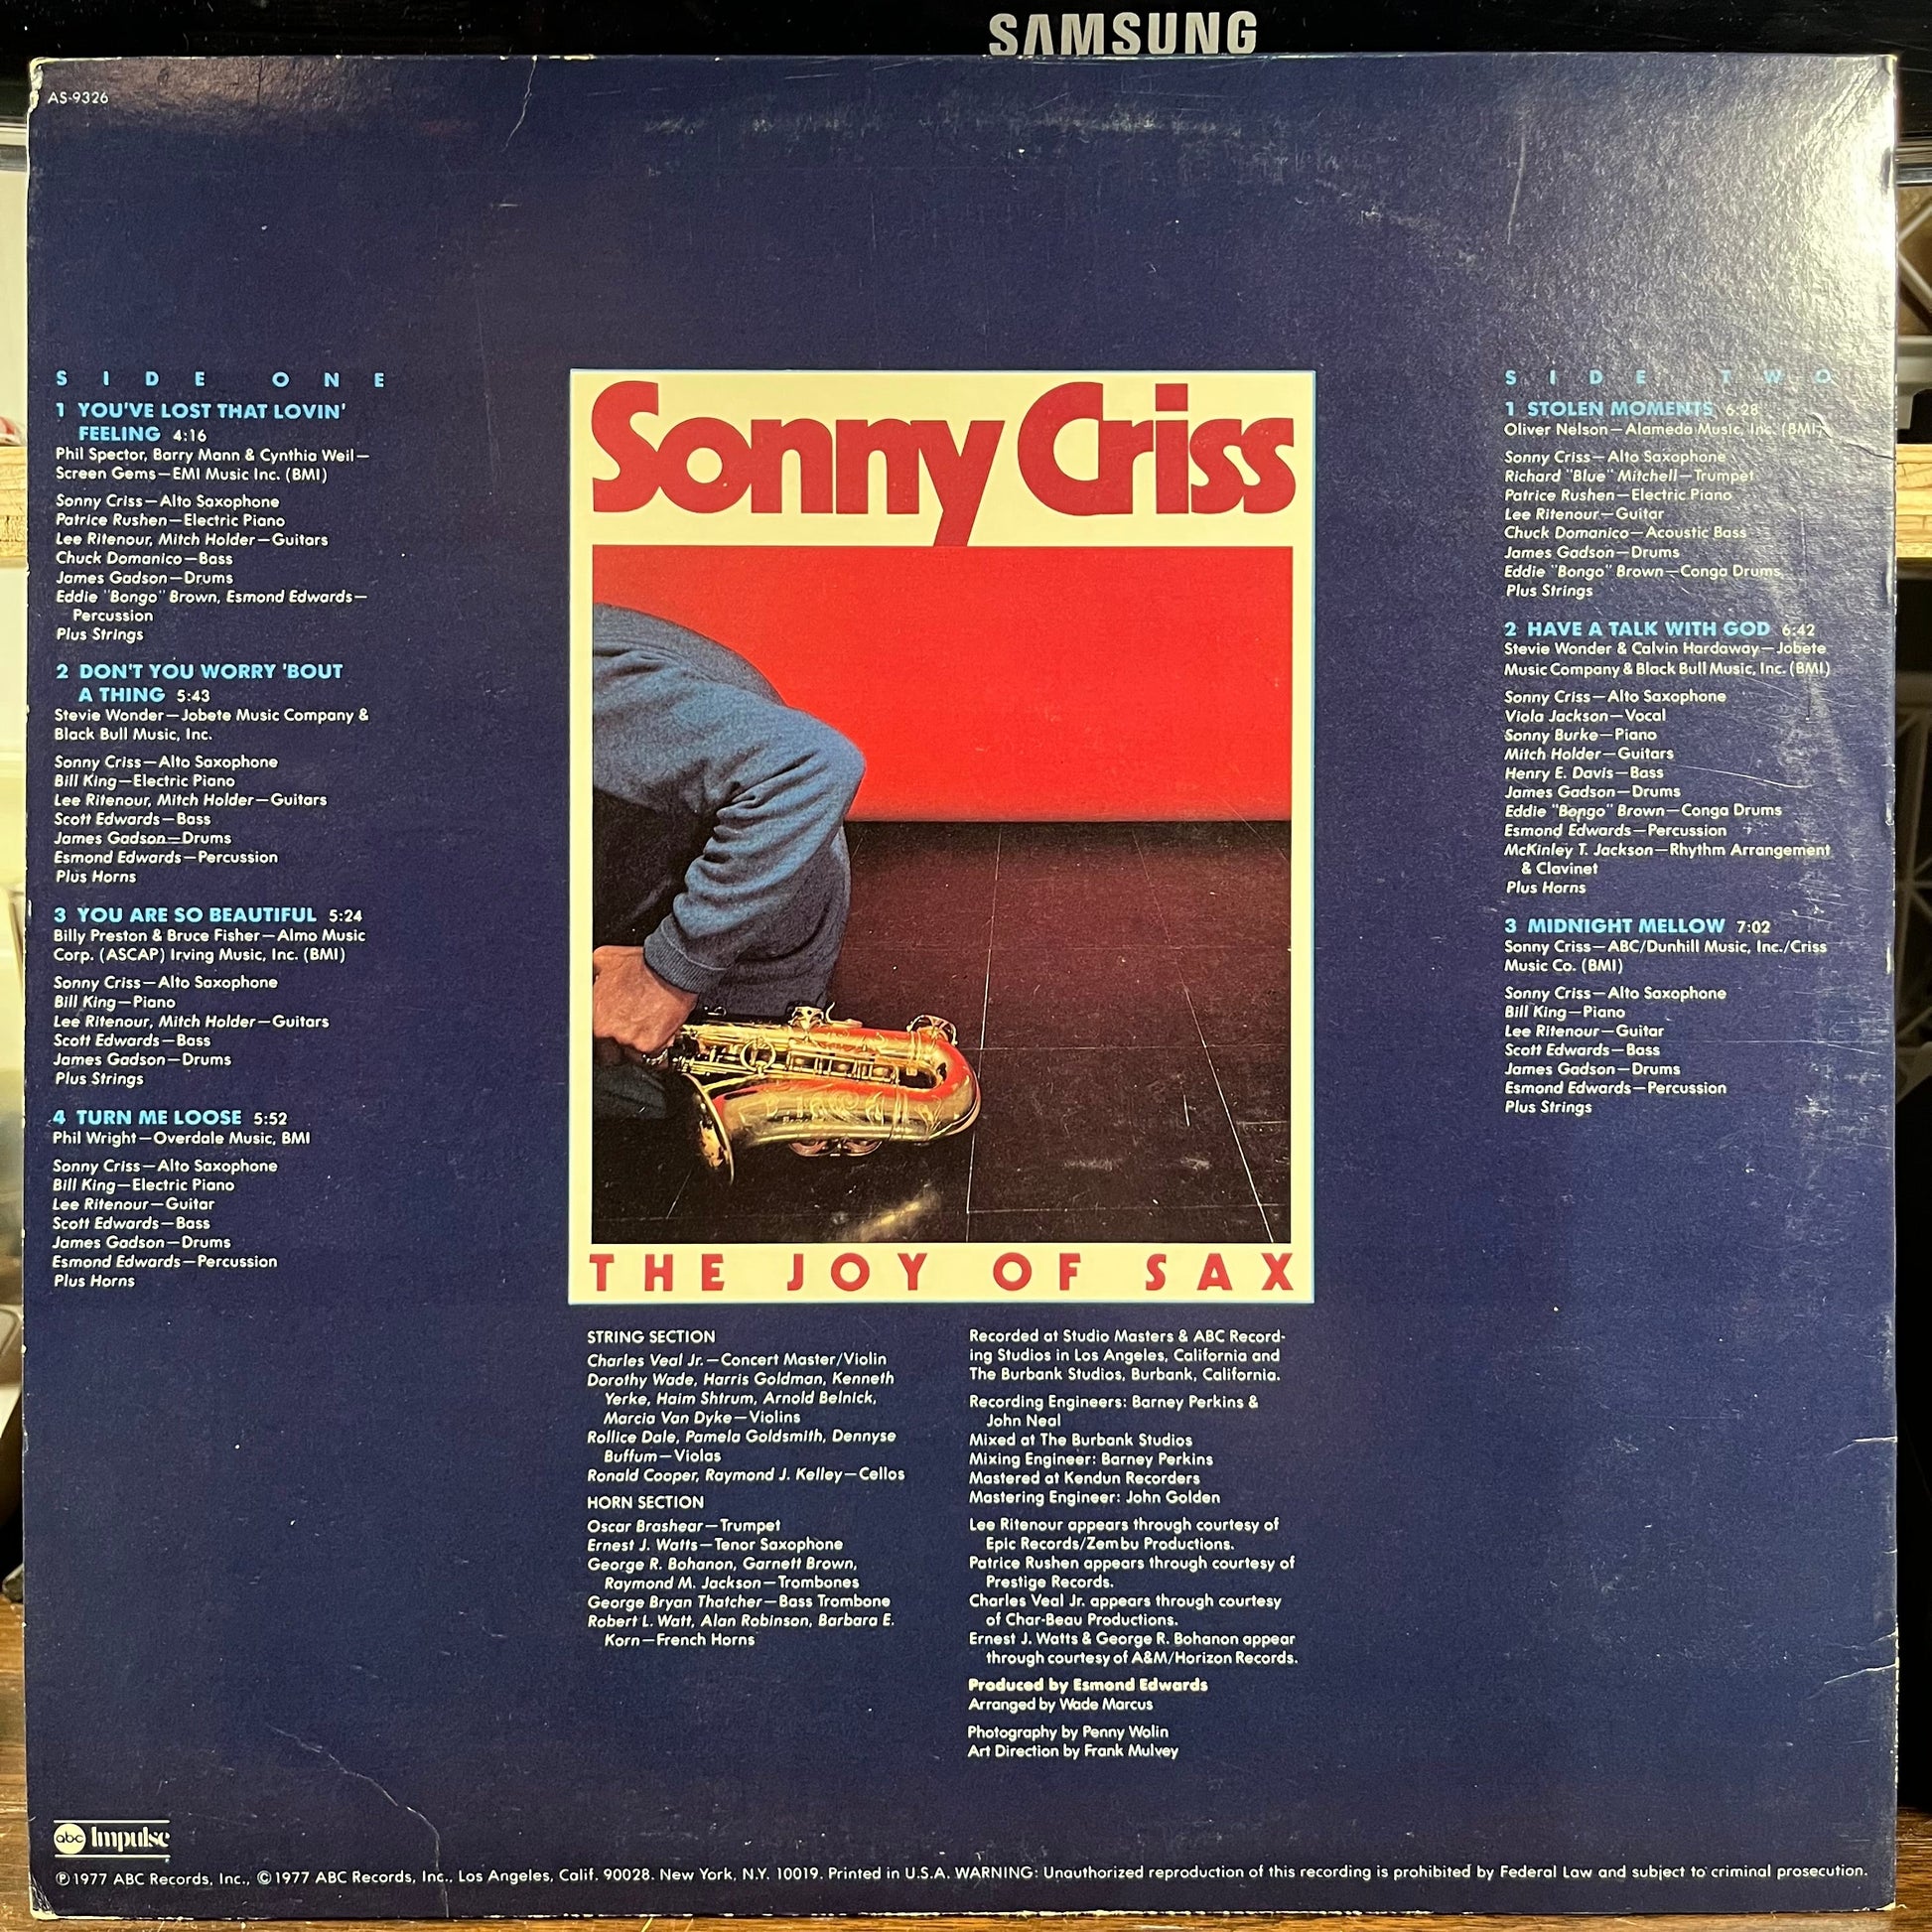 SAMSUNG
AS-9326
SIDE ONE
1 YOU'VE LOST THAT LOVIN'
FEELING 4:16
Phil Spector, Barry Mann & Cynthia Weil—
Screen Gems—EMI Music Inc. (BMI)
Sonny Criss—Alto Saxophone
Patrice Rushen—Electric Piano
Lee Ritenour, Mitch Holder—Guitars
Chuck Domanico—Bass
James Gadson—Drums
Eddie "Bongo" Brown, Esmond Edwards—
Percussion
Plus Strings
2 DON'T YOU WORRY 'BOUT
A THING 5:43
Stevie Wonder—Jobete Music Company &
Black Bull Music, Inc.
Sonny Criss—Alto Saxophone
Bill King—Electric Piano
Lee Ritenour, Mitch Holder—Guitars
Scott Edwards—Bass
James Gadson—Drums
Esmond Edwards—Percussion
Plus Horns
3 YOU ARE SO BEAUTIFUL 5:24
Billy Preston & Bruce Fisher—Almo Music
Corp. (ASCAP) Irving Music, Inc. (BMI)
Sonny Criss—Alto Saxophone
Bill King—Piano
Lee Ritenour, Mitch Holder—Guitars
Scott Edwards—Bass
James Gadson—Drums
Plus Strings
4 TURN ME LOOSE 5:52
Phil Wright—Overdale Music, BMI
Sonny Criss—Alto Saxophone
Bill King—Electric Piano
Lee Ritenour—Guitar
Scott Edwards—Bass
James Gadson—Drums
Esmond Edwards—Percussion
Plus Horns
Sonny Criss
THE JOY OF SAX
STRING SECTION
Charles Veal Jr.—Concert Master/Violin
Dorothy Wade, Harris Goldman, Kenneth
Yerke, Haim Shtrum, Arnold Belnick,
Marcia Van Dyke—Violins
Rollice Dale, Pamela Goldsmith, Dennyse
Buffum—Violas
Ronald Cooper, Raymond J. Kelley—Cellos
HORN SECTION
Oscar Brashear—Trumpet
Ernest J. Watts—Tenor Saxophone
George R. Bohanon, Garnett Brown,
Raymond M. Jackson—Trombones
George Bryan Thatcher—Bass Trombone
Robert L. Watt, Alan Robinson, Barbara E.
Korn—French Horns
Recorded at Studio Masters & ABC Record-
ing Studios in Los Angeles, California and
The Burbank Studios, Burbank, California.
Recording Engineers: Barney Perkins &
John Neal
Mixed at The Burbank Studios
Mixing Engineer: Barney Perkins
Mastered at Kendun Recorders
Mastering Engineer: John Golden
Lee Ritenour appears through courtesy of
Epic Records/Zembu Productions.
Patrice Rushen appears through courtesy of
Prestige Records.
Charles Veal Jr. appears through courtesy
of Char-Beau Productions.
Ernest J. Watts & George R. Bohanon appear
through courtesy of A&M/Horizon Records.
Produced by Esmond Edwards
Arranged by Wade Marcus
Photography by Penny Wolin
Art Direction by Frank Mulvey
SIDE TWO
1 STOLEN MOMENTS 6:28
Oliver Nelson—Alameda Music, Inc. (BMI)
Sonny Criss—Alto Saxophone
Richard "Blue" Mitchell—Trumpet
Patrice Rushen—Electric Piano
Lee Ritenour—Guitar
Chuck Domanico—Acoustic Bass
James Gadson—Drums
Eddie "Bongo" Brown—Conga Drums
Plus Strings
2 HAVE A TALK WITH GOD 6:42
Stevie Wonder & Calvin Hardaway—Jobete
Music Company & Black Bull Music, Inc. (BMI)
Sonny Criss—Alto Saxophone
Viola Jackson—Vocal
Sonny Burke—Piano
Mitch Holder—Guitars
Henry E. Davis—Bass
James Gadson—Drums
Eddie "Bongo" Brown—Conga Drums
Esmond Edwards—Percussion
McKinley T. Jackson—Rhythm Arrangement
& Clavinet
Plus Horns
3 MIDNIGHT MELLOW 7:02
Sonny Criss—ABC/Dunhill Music, Inc./Criss
Music Co. (BMI)
Sonny Criss—Alto Saxophone
Bill King—Piano
Lee Ritenour—Guitar
Scott Edwards—Bass
James Gadson—Drums
Esmond Edwards—Percussion
Plus Strings
abc Impulse
℗1977 ABC Records, Inc., ©1977 ABC Records, Inc., Los Angeles, Calif. 90028. New York, N.Y. 10019. Printed in U.S.A. WARNING: Unauthorized reproduction of this recording is prohibited by Federal Law and subject to criminal prosecution.